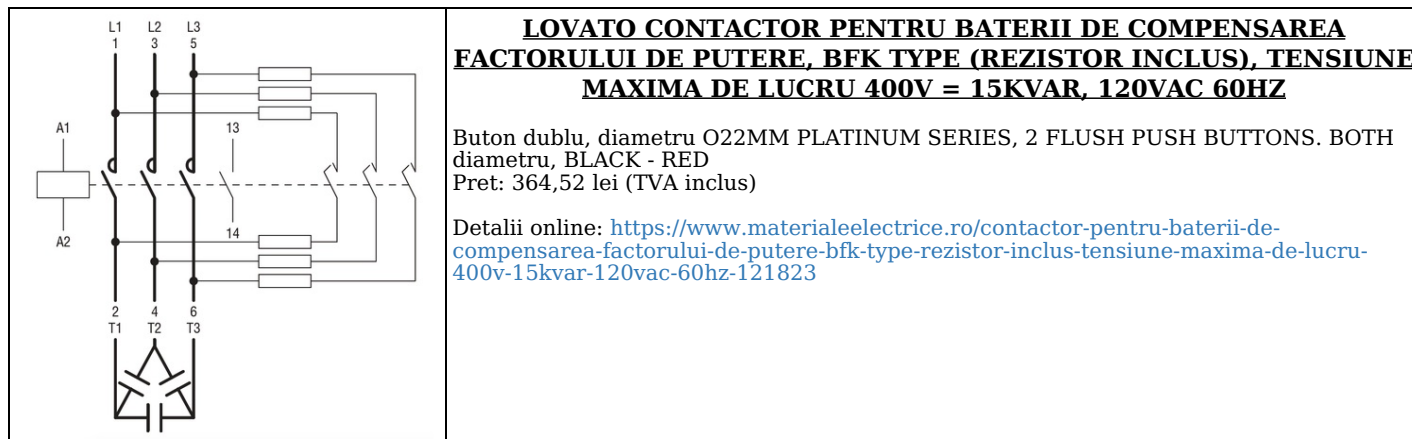 L1 L2 L3
1 3 5
A1
13
14
A2
2 4 6
T1 T2 T3
LOVATO CONTACTOR PENTRU BATERII DE COMPENSAREA
FACTORULUI DE PUTERE, BFK TYPE (REZISTOR INCLUS), TENSIUNE
MAXIMA DE LUCRU 400V = 15KVAR, 120VAC 60HZ
Buton dublu, diametru O22MM PLATINUM SERIES, 2 FLUSH PUSH BUTTONS. BOTH
diametru, BLACK - RED
Pret: 364,52 lei (TVA inclus)
Detalii online: https://www.materialeelectrice.ro/contactor-pentru-baterii-de-
compensarea-factorului-de-putere-bfk-type-rezistor-inclus-tensiune-maxima-de-lucru-
400v-15kvar-120vac-60hz-121823